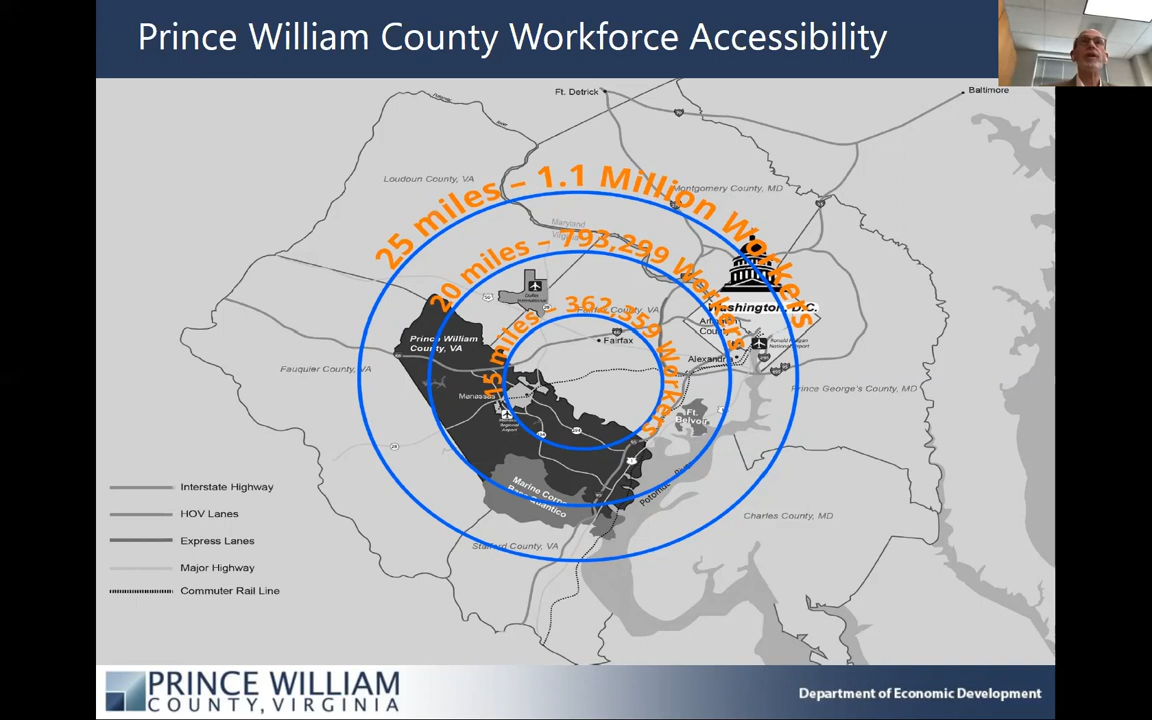 Prince William County Workforce Accessibility
Ft. Detrick
Baltimore
Loudoun County, VA
Montgomery County, MD
25 miles – 1.1 Million Workers
Maryland
20 miles – 793,299 Workers
Dulles
15 miles – 362,359 Workers
Fairfax County, VA
Washington, D.C.
Arlington
County
Fairfax
Ronald Reagan
National Airport
Alexandria
Prince William
County, VA
66
Fauquier County, VA
Prince George's County, MD
Manassas
Ft.
Belvoir
28
Marine Corps
Base Quantico
Potomac River
Charles County, MD
Stafford County, VA
Interstate Highway
HOV Lanes
Express Lanes
Major Highway
Commuter Rail Line
PRINCE WILLIAM
COUNTY, VIRGINIA
Department of Economic Development